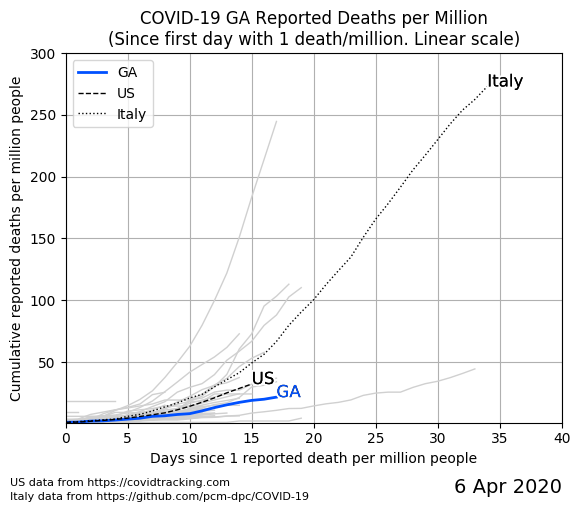 COVID-19 GA Reported Deaths per Million
(Since first day with 1 death/million. Linear scale)
Cumulative reported deaths per million people
300
250
200
150
100
50
GA
US
Italy
Italy
US
GA
0 5 10 15 20 25 30 35 40
Days since 1 reported death per million people
US data from https://covidtracking.com
Italy data from https://github.com/pcm-dpc/COVID-19
6 Apr 2020